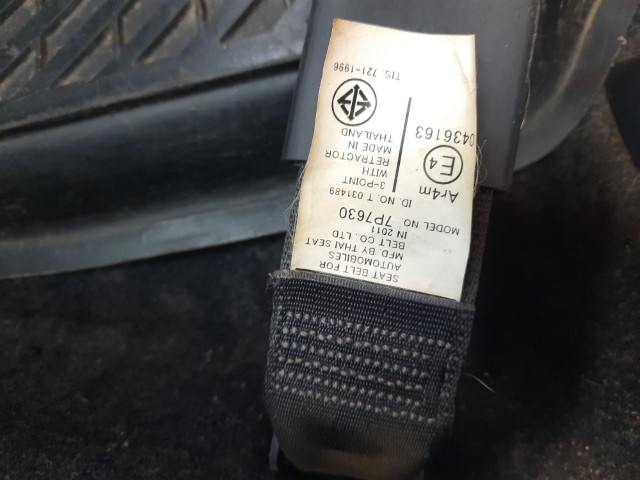 SEAT BELT FOR
AUTOMOBILES
MFD. BY THAI SEAT
BELT CO., LTD
IN 2011
MODEL NO. 7P7630
ID. NO. T 031489
3-POINT
WITH
RETRACTOR
MADE IN
THAILAND
TIS. 721-1996
Ar4m
E4
0436163